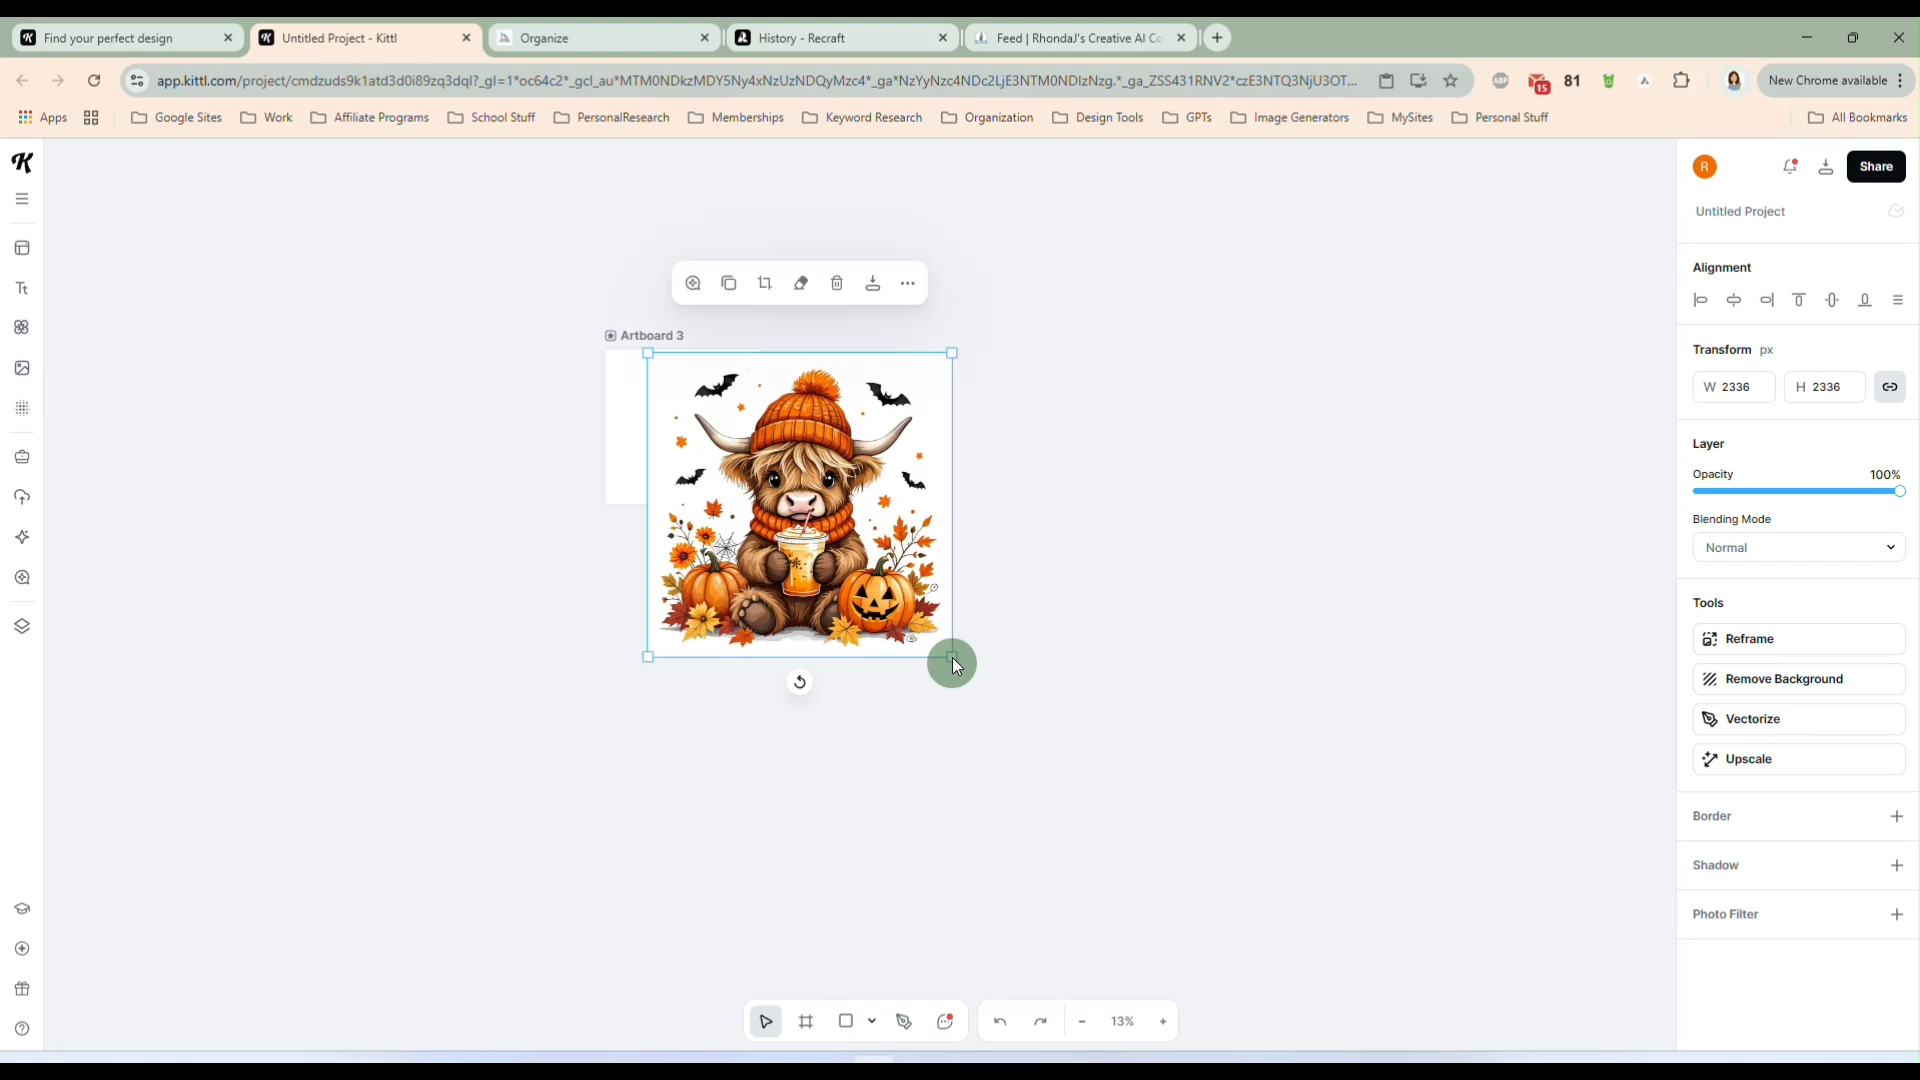 Find your perfect design
Untitled Project - Kittl
Organize
History - Recraft
Feed | RhondaJ's Creative AI Co
app.kittl.com/project/cmdzuds9k1atd3d0i89zq3dql?_gl=1*oc64c2*_gcl_au*MTM0NDkzMDY5Ny4xNzUzNDQyMzc4*_ga*NzYyNzc4NDc2LjE3NTM0NDIzNzg.*_ga_ZSS431RNV2*czE3NTQ3NjU3OT...
15
81
New Chrome available
Apps
Google Sites
Work
Affiliate Programs
School Stuff
PersonalResearch
Memberships
Keyword Research
Organization
Design Tools
GPTs
Image Generators
MySites
Personal Stuff
All Bookmarks
R
Share
Untitled Project
Alignment
Transform px
W 2336
H 2336
Layer
Opacity 100%
Blending Mode
Normal
Tools
Reframe
Remove Background
Vectorize
Upscale
Border
Shadow
Photo Filter
Artboard 3
Tt
13%